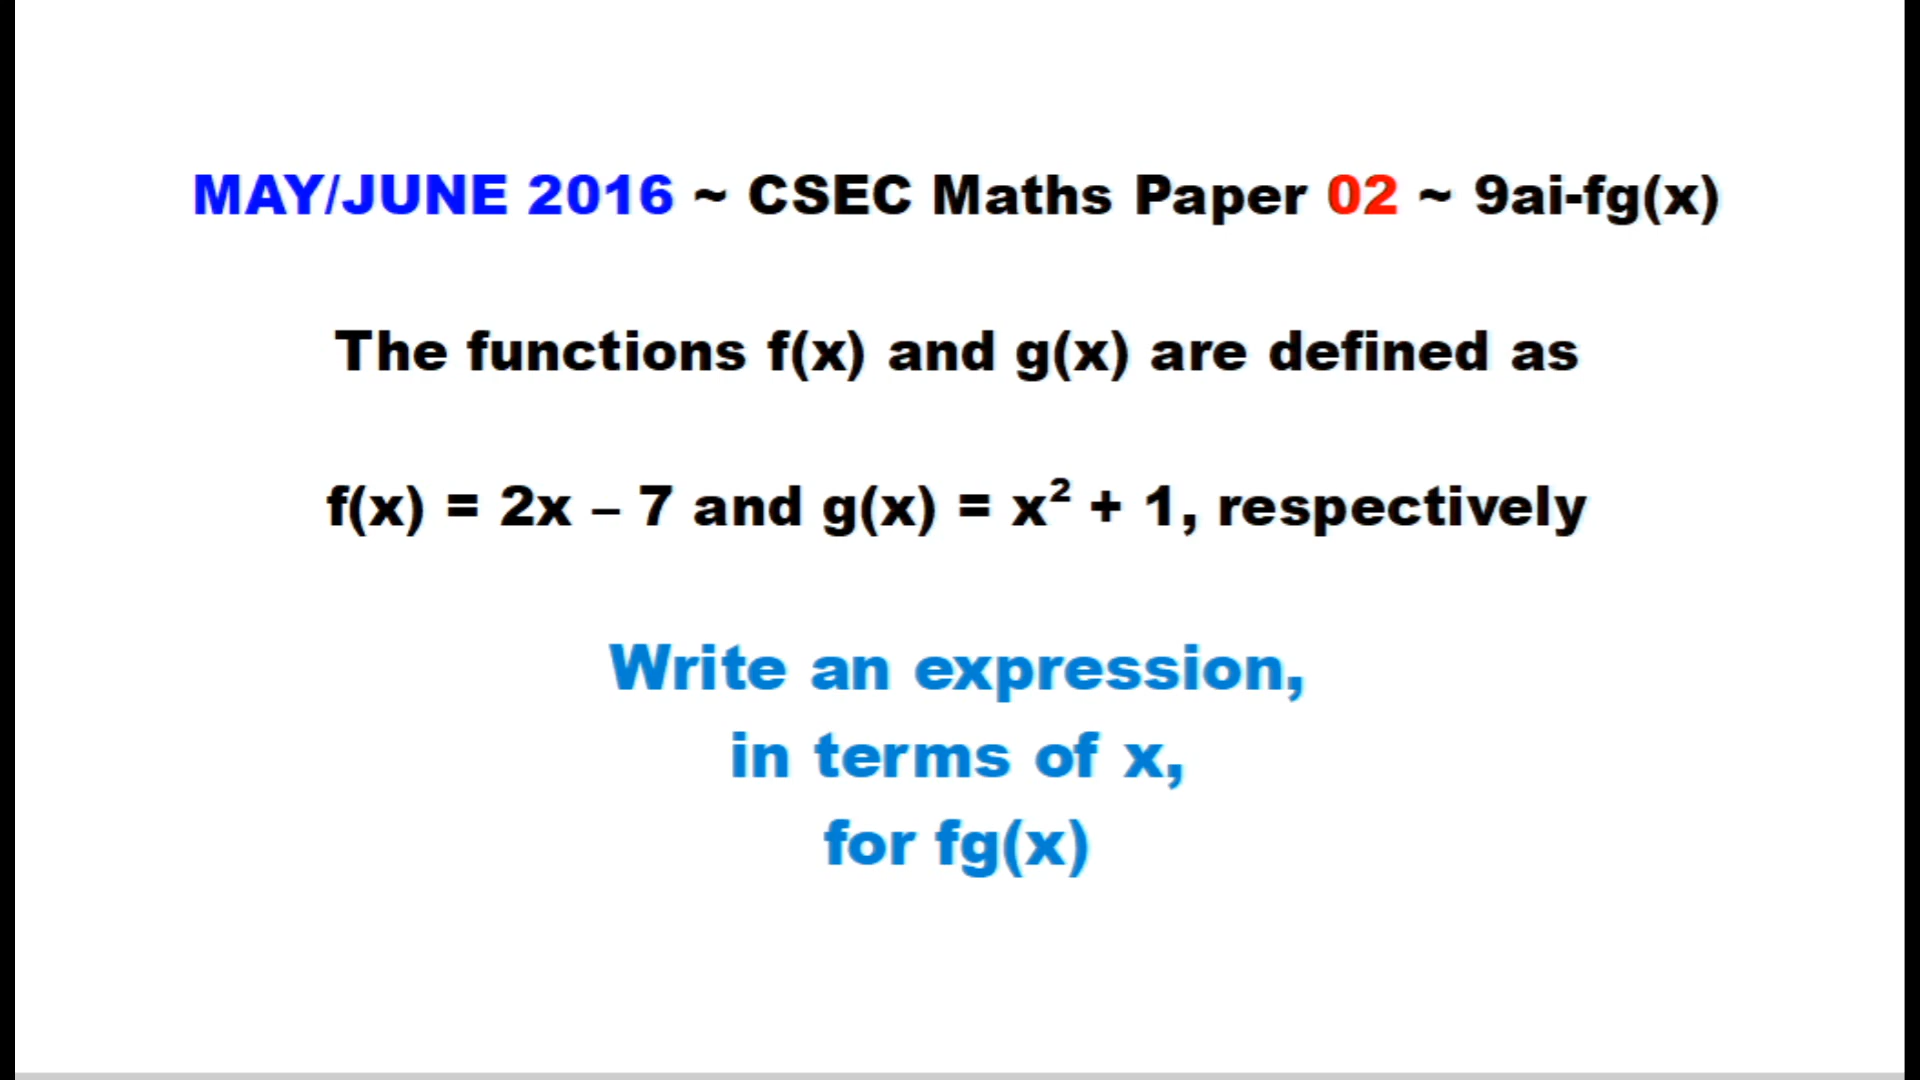 MAY/JUNE 2016 ~ CSEC Maths Paper 02 ~ 9ai-fg(x)
The functions f(x) and g(x) are defined as
f(x) = 2x – 7 and g(x) = x² + 1, respectively
Write an expression,
in terms of x,
for fg(x)